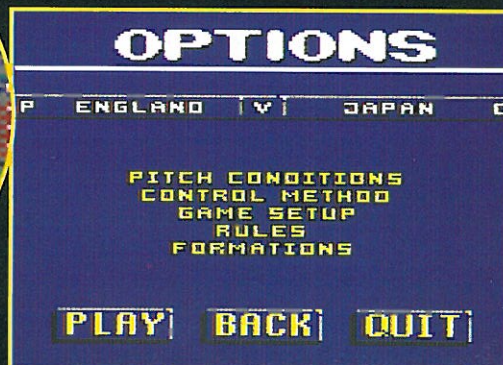 OPTIONS
P ENGLAND V JAPAN C
PITCH CONDITIONS
CONTROL METHOD
GAME SETUP
RULES
FORMATIONS
PLAY BACK QUIT